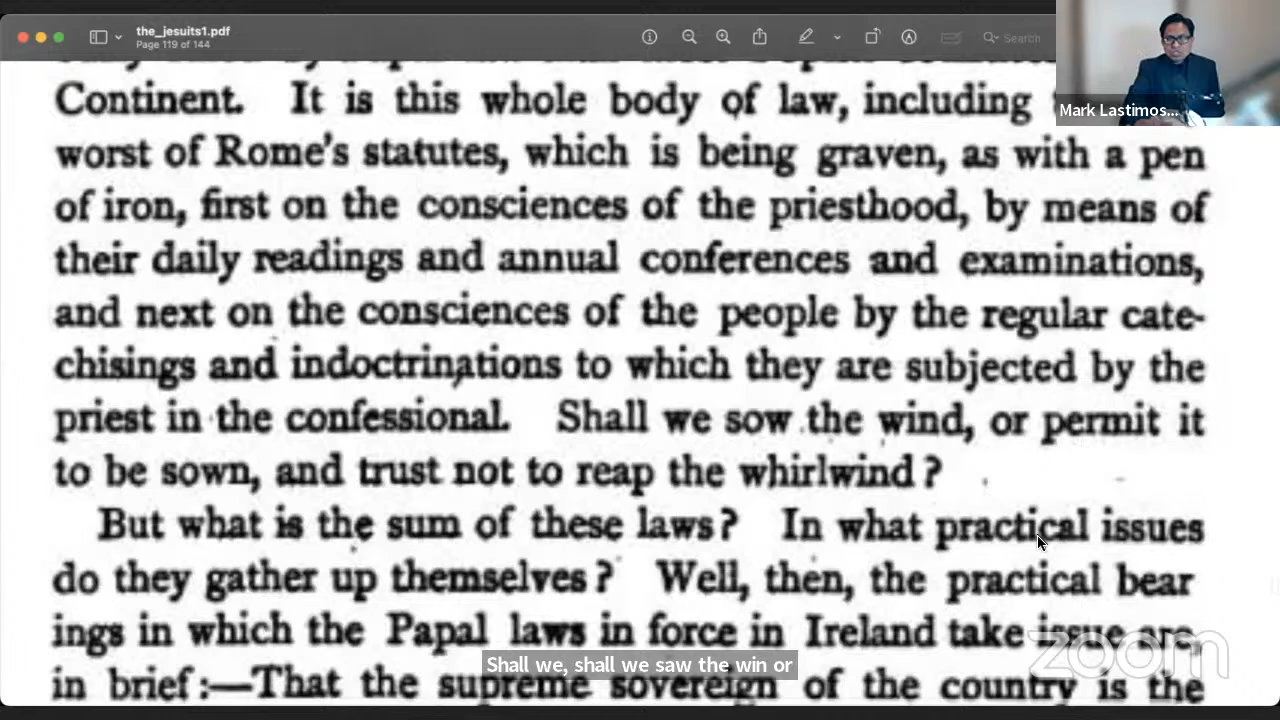 the_jesuits1.pdf
Page 119 of 144
Search
Mark Lastimos...
Continent. It is this whole body of law, including
worst of Rome's statutes, which is being graven, as with a pen
of iron, first on the consciences of the priesthood, by means of
their daily readings and annual conferences and examinations,
and next on the consciences of the people by the regular cate-
chisings and indoctrinations to which they are subjected by the
priest in the confessional. Shall we sow the wind, or permit it
to be sown, and trust not to reap the whirlwind?
But what is the sum of these laws? In what practical issues
do they gather up themselves? Well, then, the practical bear
ings in which the Papal laws in force in Ireland take issue are,
in brief:—That the supreme sovereign of the country is the
Shall we, shall we saw the win or
zoom